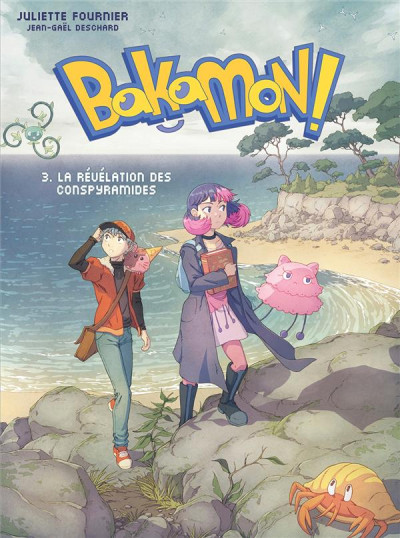 JULIETTE FOURNIER
JEAN-GAËL DESCHARD
BAKAMON!
3. LA RÉVÉLATION DES
CONSPYRAMIDES